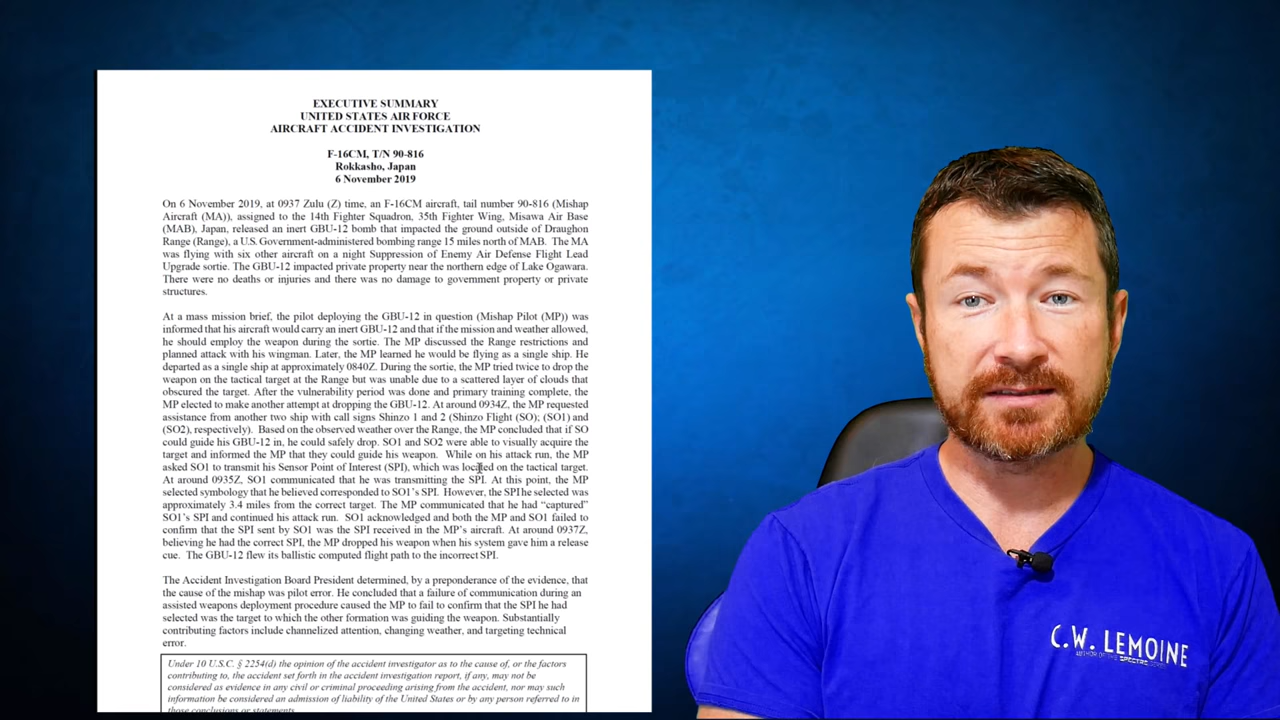 EXECUTIVE SUMMARY
UNITED STATES AIR FORCE
AIRCRAFT ACCIDENT INVESTIGATION
F-16CM, T/N 90-816
Rokkasho, Japan
6 November 2019
On 6 November 2019, at 0937 Zulu (Z) time, an F-16CM aircraft, tail number 90-816 (Mishap
Aircraft (MA)), assigned to the 14th Fighter Squadron, 35th Fighter Wing, Misawa Air Base
(MAB), Japan, released an inert GBU-12 bomb that impacted the ground outside of Draughon
Range (Range), a U.S. Government-administered bombing range 15 miles north of MAB. The MA
was flying with six other aircraft on a night Suppression of Enemy Air Defense Flight Lead
Upgrade sortie. The GBU-12 impacted private property near the northern edge of Lake Ogawara.
There were no deaths or injuries and there was no damage to government property or private
structures.
At a mass mission brief, the pilot deploying the GBU-12 in question (Mishap Pilot (MP)) was
informed that his aircraft would carry an inert GBU-12 and that if the mission and weather allowed,
he should employ the weapon during the sortie. The MP discussed the Range restrictions and
planned attack with his wingman. Later, the MP learned he would be flying as a single ship. He
departed as a single ship at approximately 0840Z. During the sortie, the MP tried twice to drop the
weapon on the tactical target at the Range but was unable due to a scattered layer of clouds that
obscured the target. After the vulnerability period was done and primary training complete, the
MP elected to make another attempt at dropping the GBU-12. At around 0934Z, the MP requested
assistance from another two ship with call signs Shinzo 1 and 2 (Shinzo Flight (SO); (SO1) and
(SO2), respectively). Based on the observed weather over the Range, the MP concluded that if SO
could guide his GBU-12 in, he could safely drop. SO1 and SO2 were able to visually acquire the
target and informed the MP that they could guide his weapon. While on his attack run, the MP
asked SO1 to transmit his Sensor Point of Interest (SPI), which was located on the tactical target.
At around 0935Z, SO1 communicated that he was transmitting the SPI. At this point, the MP
selected symbology that he believed corresponded to SO1's SPI. However, the SPI he selected was
approximately 3.4 miles from the correct target. The MP communicated that he had "captured"
SO1's SPI and continued his attack run. SO1 acknowledged and both the MP and SO1 failed to
confirm that the SPI sent by SO1 was the SPI received in the MP's aircraft. At around 0937Z,
believing he had the correct SPI, the MP dropped his weapon when his system gave him a release
cue. The GBU-12 flew its ballistic computed flight path to the incorrect SPI.
The Accident Investigation Board President determined, by a preponderance of the evidence, that
the cause of the mishap was pilot error. He concluded that a failure of communication during an
assisted weapons deployment procedure caused the MP to fail to confirm that the SPI he had
selected was the target to which the other formation was guiding the weapon. Substantially
contributing factors include channelized attention, changing weather, and targeting technical
error.
Under 10 U.S.C. § 2254(d) the opinion of the accident investigator as to the cause of, or the factors
contributing to, the accident set forth in the accident investigation report, if any, may not be
considered as evidence in any civil or criminal proceeding arising from the accident, nor may such
information be considered an admission of liability of the United States or by any person referred to in
those conclusions or statements.
C.W. LEMOINE
AUTHOR OF THE SPECTRE SERIES